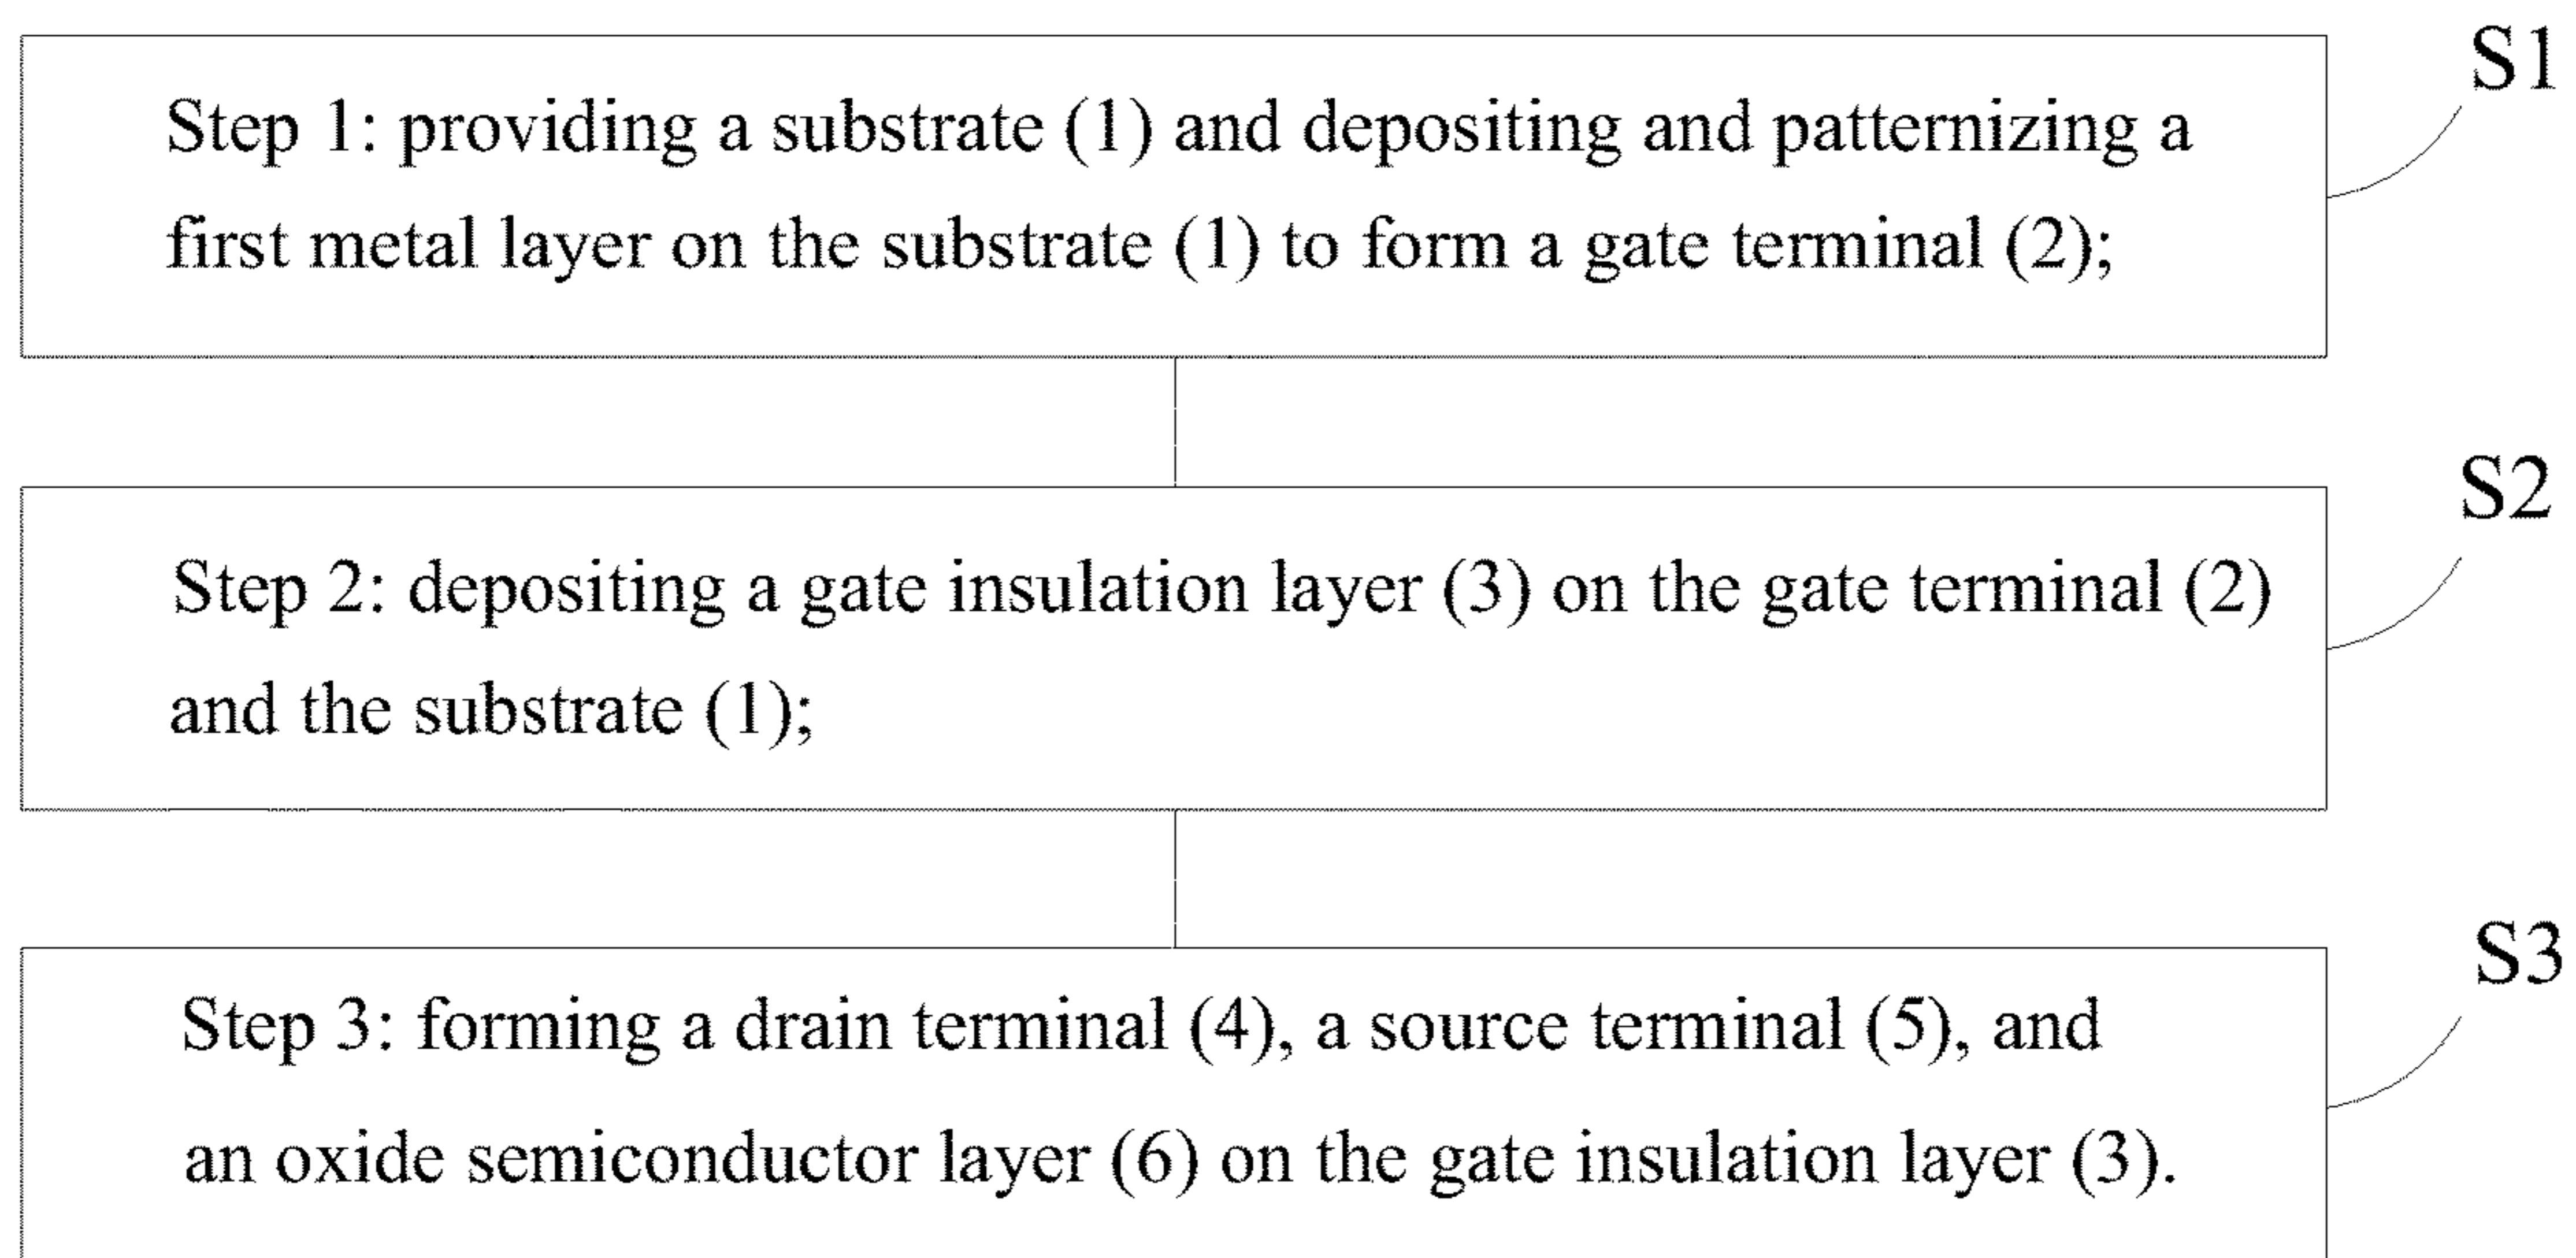 S1
Step 1: providing a substrate (1) and depositing and patternizing a
first metal layer on the substrate (1) to form a gate terminal (2);
S2
Step 2: depositing a gate insulation layer (3) on the gate terminal (2)
and the substrate (1);
S3
Step 3: forming a drain terminal (4), a source terminal (5), and
an oxide semiconductor layer (6) on the gate insulation layer (3).